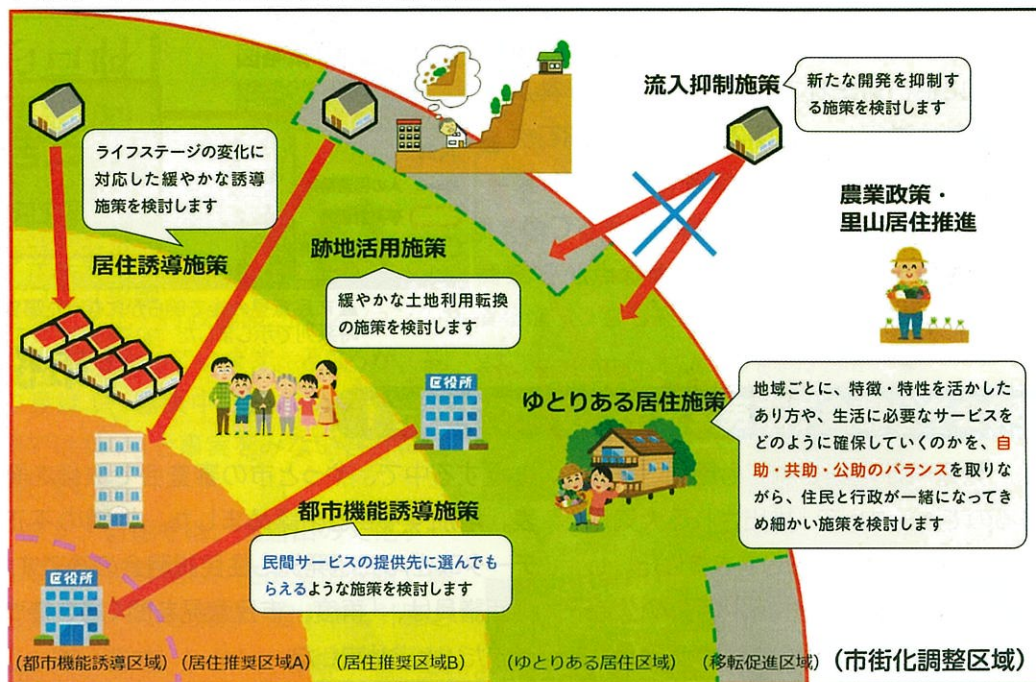 流入抑制施策
新たな開発を抑制す
る施策を検討します
ライフステージの変化に
対応した緩やかな誘導
施策を検討します
農業政策・
里山居住推進
居住誘導施策
跡地活用施策
緩やかな土地利用転換
の施策を検討します
区役所
ゆとりある居住施策
地域ごとに、特徴・特性を活かした
あり方や、生活に必要なサービスを
どのように確保していくのかを、自
助・共助・公助のバランスを取りな
がら、住民と行政が一緒になってき
め細かい施策を検討します
都市機能誘導施策
民間サービスの提供先に選んでも
らえるような施策を検討します
区役所
(都市機能誘導区域) (居住推奨区域A) (居住推奨区域B) (ゆとりある居住区域) (移転促進区域) (市街化調整区域)